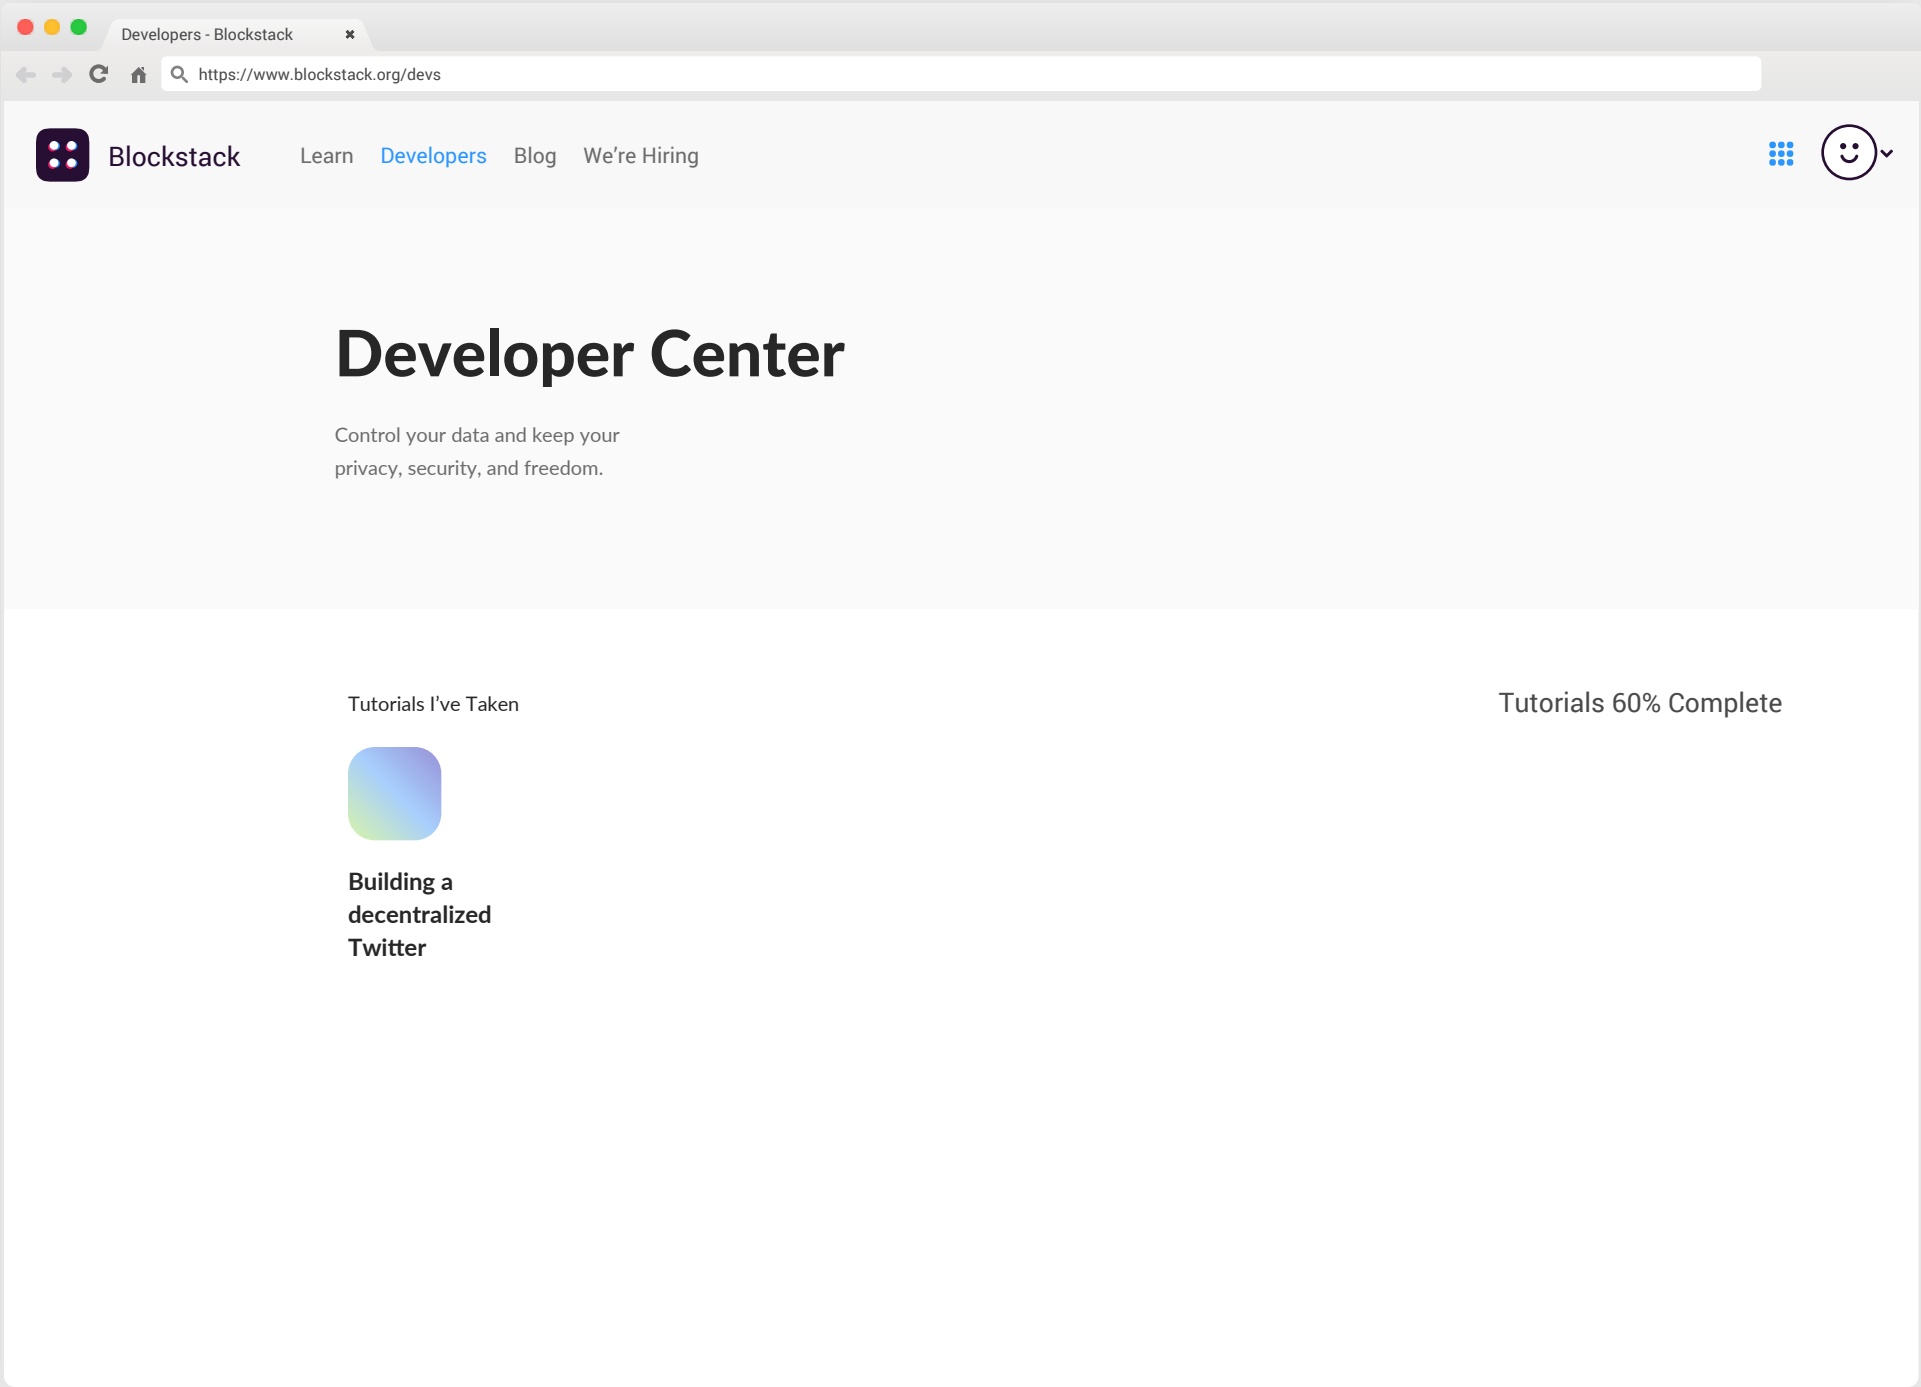 Developers - Blockstack
https://www.blockstack.org/devs
Blockstack Learn Developers Blog We’re Hiring
Developer Center
Control your data and keep your
privacy, security, and freedom.
Tutorials I’ve Taken
Tutorials 60% Complete
Building a
decentralized
Twitter